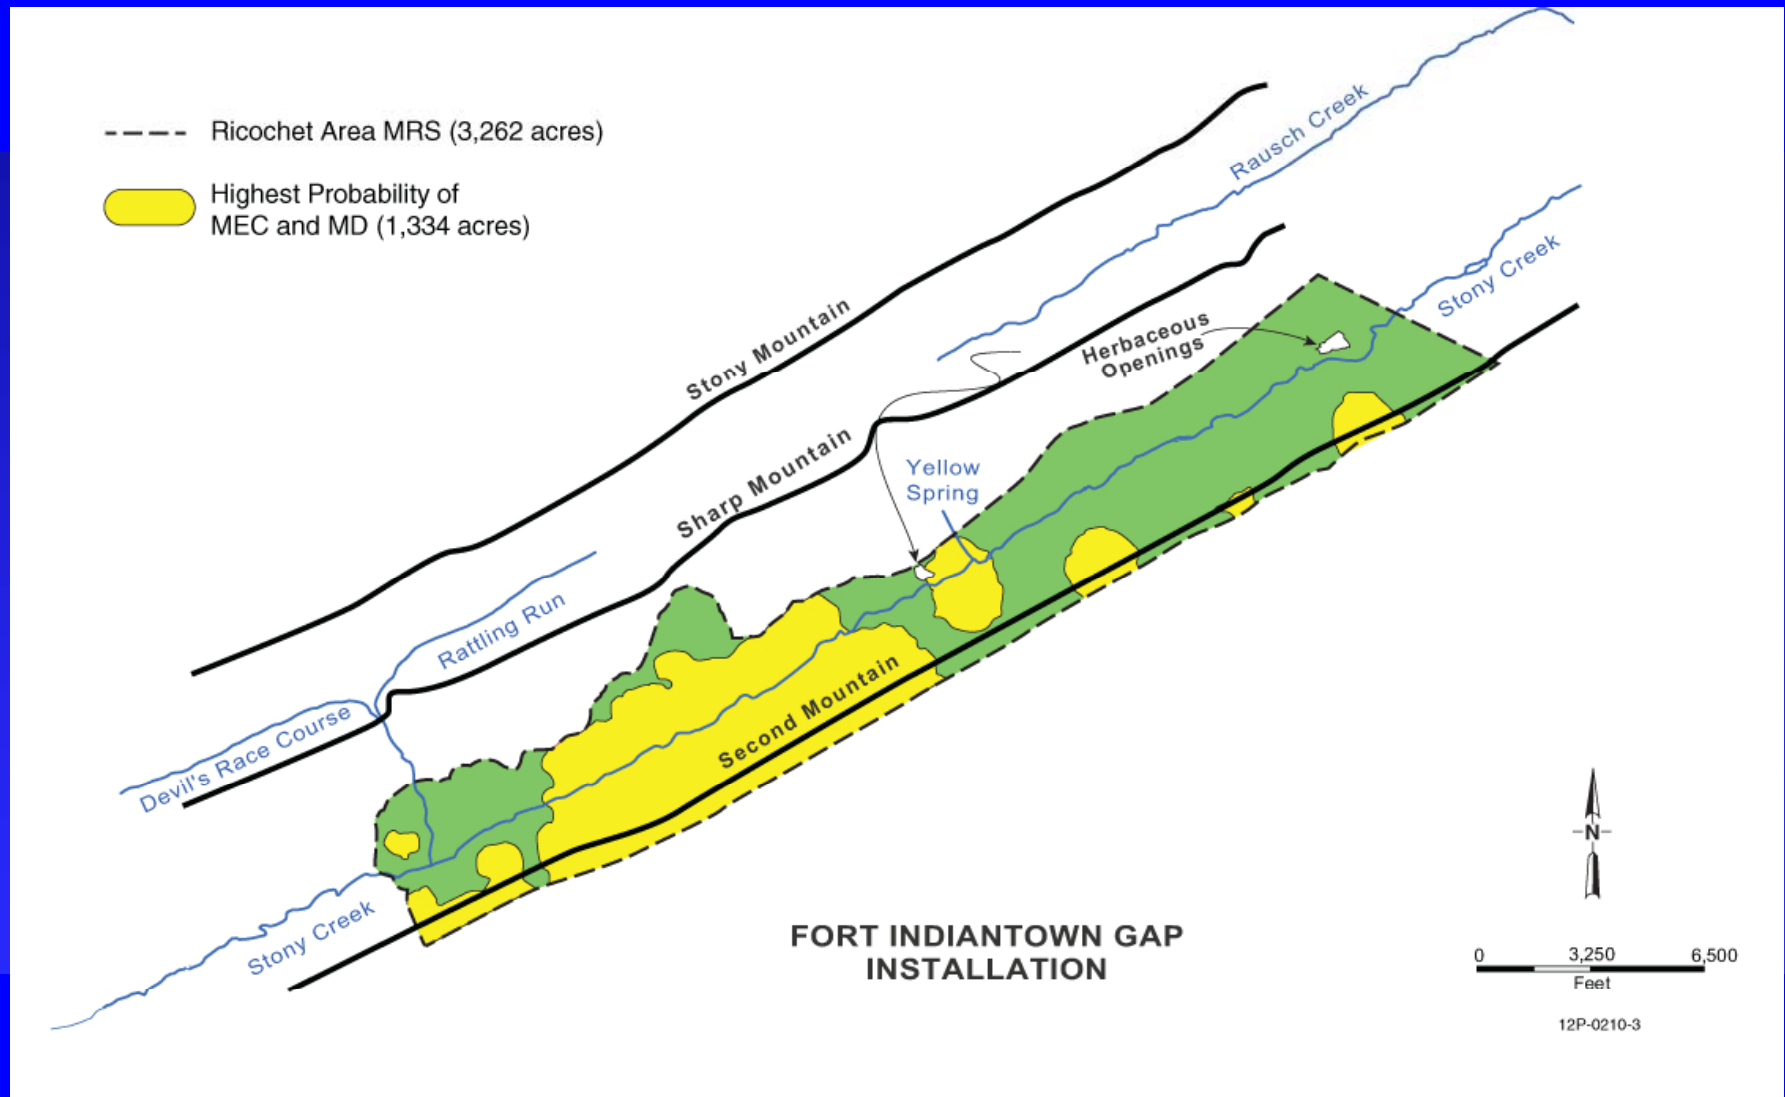 Ricochet Area MRS (3,262 acres)
Highest Probability of
MEC and MD (1,334 acres)
Rausch Creek
Stony Creek
Stony Mountain
Herbaceous
Openings
Sharp Mountain
Yellow
Spring
Rattling Run
Second Mountain
Devil's Race Course
Stony Creek
FORT INDIANTOWN GAP
INSTALLATION
N
0 3,250 6,500
Feet
12P-0210-3